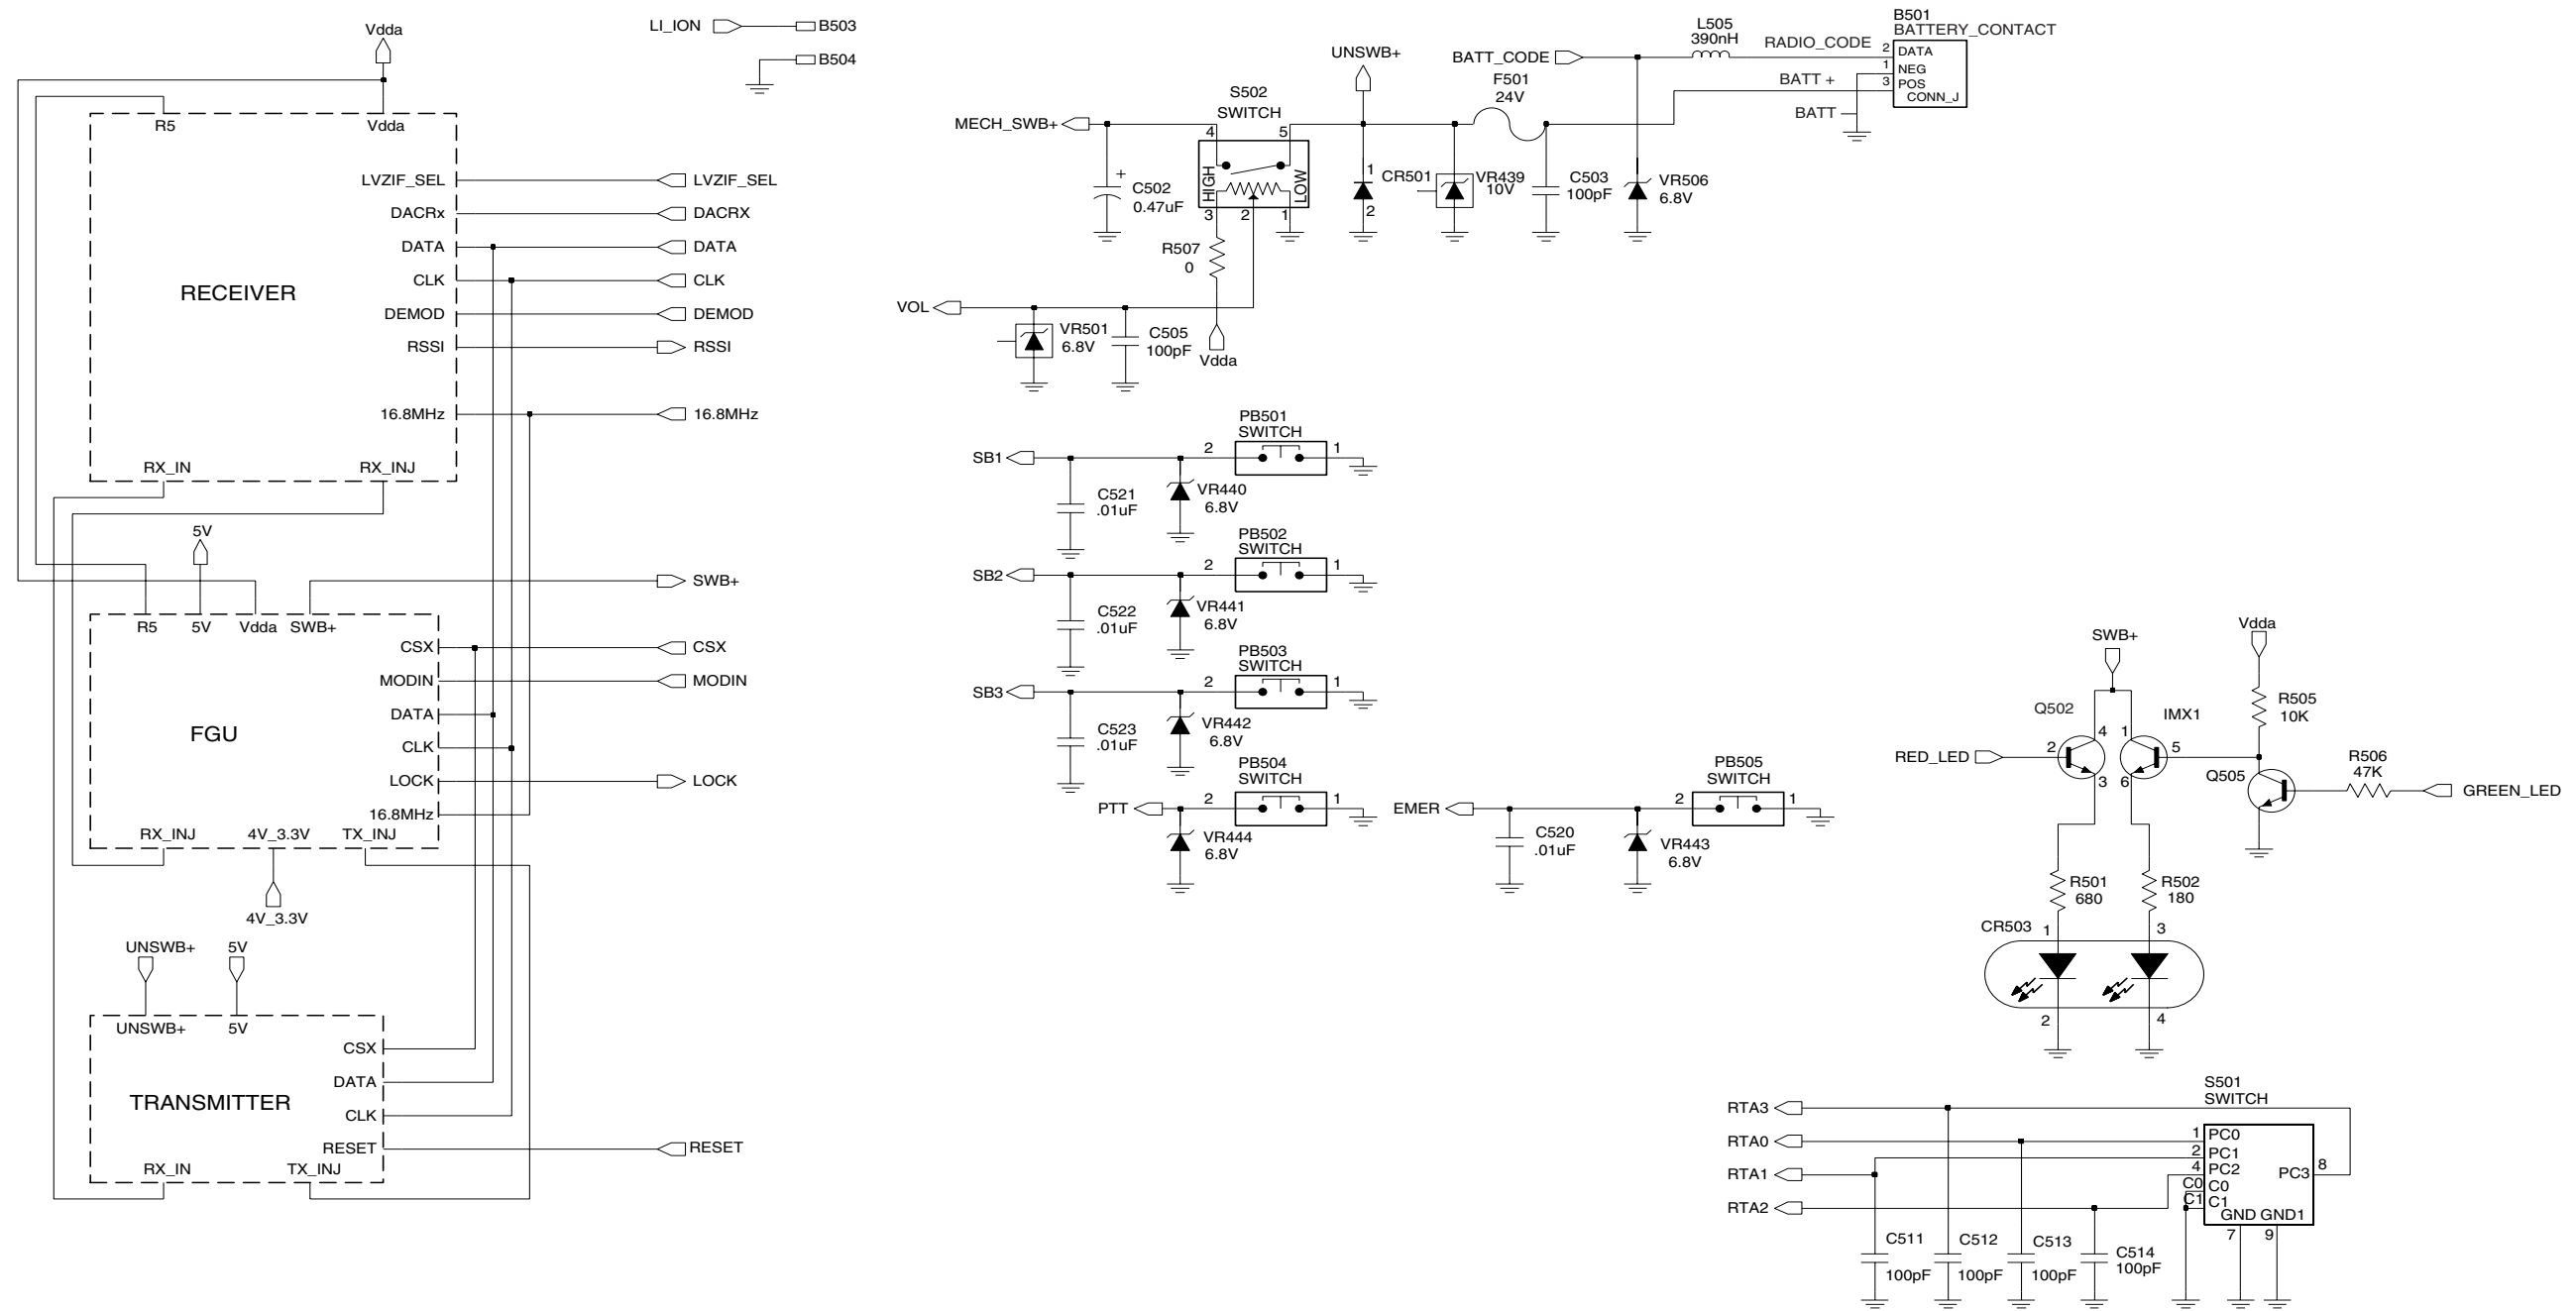 Vdda
R5
Vdda
LVZIF_SEL
LVZIF_SEL
DACRx
DACRX
DATA
DATA
CLK
CLK
RECEIVER
DEMOD
DEMOD
RSSI
RSSI
16.8MHz
16.8MHz
RX_IN
RX_INJ
5V
SWB+
R5
5V
Vdda
SWB+
CSX
CSX
MODIN
MODIN
DATA
FGU
CLK
LOCK
LOCK
16.8MHz
RX_INJ
4V_3.3V
TX_INJ
4V_3.3V
UNSWB+
5V
UNSWB+
5V
CSX
DATA
TRANSMITTER
CLK
RESET
RESET
RX_IN
TX_INJ
LI_ION
B503
B504
UNSWB+
BATT_CODE
L505
390nH
RADIO_CODE
B501
BATTERY_CONTACT
2
DATA
1
NEG
3
POS
CONN_J
BATT +
BATT
F501
24V
S502
SWITCH
MECH_SWB+
4
5
HIGH
LOW
3
2
1
+
C502
0.47uF
1
2
CR501
VR439
10V
C503
100pF
VR506
6.8V
R507
0
VOL
VR501
6.8V
C505
100pF
Vdda
PB501
SWITCH
SB1
2
1
C521
.01uF
VR440
6.8V
PB502
SWITCH
SB2
2
1
C522
.01uF
VR441
6.8V
PB503
SWITCH
SB3
2
1
C523
.01uF
VR442
6.8V
PB504
SWITCH
PTT
2
1
VR444
6.8V
PB505
SWITCH
EMER
2
1
C520
.01uF
VR443
6.8V
SWB+
Vdda
Q502
IMX1
R505
10K
4
1
RED_LED
2
5
3
6
Q505
R506
47K
GREEN_LED
R501
680
R502
180
CR503
1
3
2
4
S501
SWITCH
RTA3
RTA0
1
PC0
2
PC1
RTA1
4
PC2
PC3
8
C0
C0
C1
C1
RTA2
GND
GND1
7
9
C511
100pF
C512
100pF
C513
100pF
C514
100pF